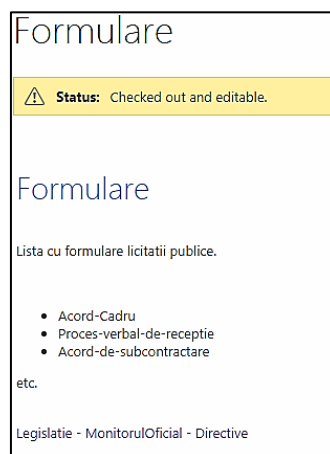 Formulare
Status: Checked out and editable.
Formulare
Lista cu formulare licitatii publice.
• Acord-Cadru
• Proces-verbal-de-receptie
• Acord-de-subcontractare
etc.
Legislatie - MonitorulOficial - Directive